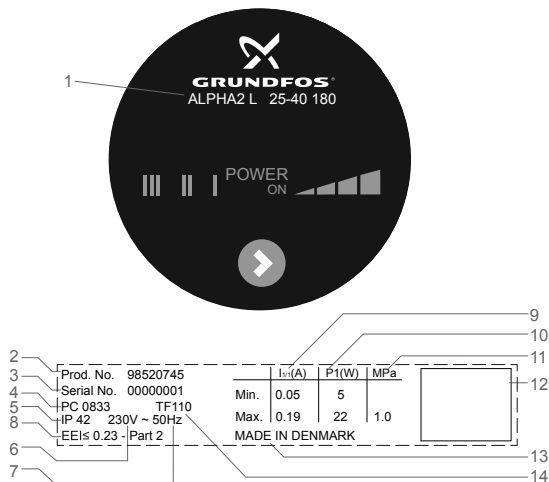 GRUNDFOS
1
ALPHA2 L 25-40 180
POWER
ON
9
10
11
12
2
Prod. No. 98520745
3
Serial No. 00000001
4
PC 0833 TF110
5
IP 42 230V ~ 50Hz
8
EEI≤ 0.23 - Part 2
I1/1(A) P1(W) MPa
Min. 0.05 5
Max. 0.19 22 1.0
MADE IN DENMARK
6
7
13
14